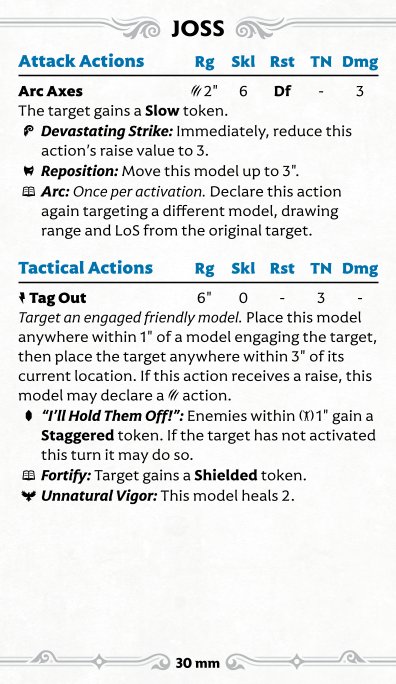 JOSS
Attack Actions Rg Skl Rst TN Dmg
Arc Axes 2" 6 Df - 3
The target gains a Slow token.
Devastating Strike: Immediately, reduce this
action's raise value to 3.
Reposition: Move this model up to 3".
Arc: Once per activation. Declare this action
again targeting a different model, drawing
range and LoS from the original target.
Tactical Actions Rg Skl Rst TN Dmg
Tag Out 6" 0 - 3 -
Target an engaged friendly model. Place this model
anywhere within 1" of a model engaging the target,
then place the target anywhere within 3" of its
current location. If this action receives a raise, this
model may declare a action.
“I’ll Hold Them Off!”: Enemies within 1" gain a
Staggered token. If the target has not activated
this turn it may do so.
Fortify: Target gains a Shielded token.
Unnatural Vigor: This model heals 2.
30 mm